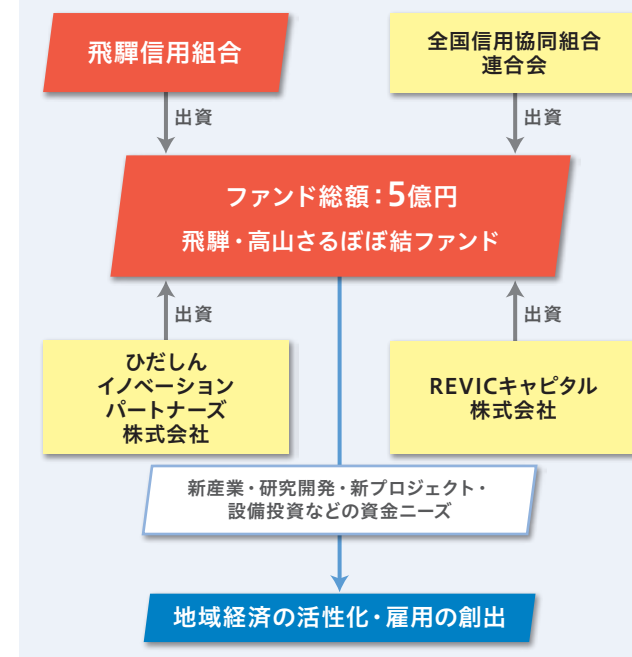 飛驒信用組合
全国信用協同組合
連合会
出資
出資
ファンド総額：5億円
飛騨・高山さるぼぼ結ファンド
出資
出資
ひだしん
イノベーション
パートナーズ
株式会社
REVICキャピタル
株式会社
新産業・研究開発・新プロジェクト・
設備投資などの資金ニーズ
地域経済の活性化・雇用の創出